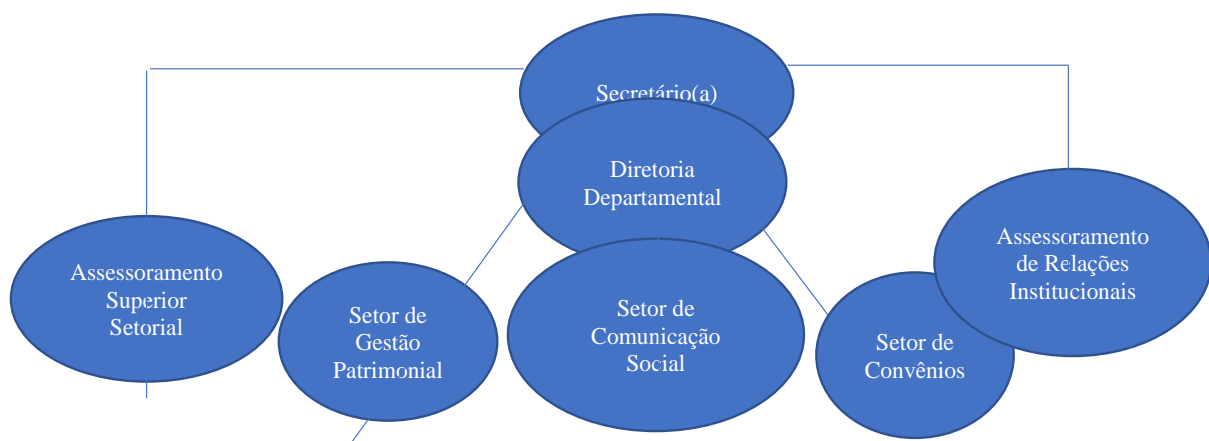 Secretário(a)
Diretoria
Departamental
Assessoramento
Superior
Setorial
Setor de
Gestão
Patrimonial
Setor de
Comunicação
Social
Setor de
Convênios
Assessoramento
de Relações
Institucionais